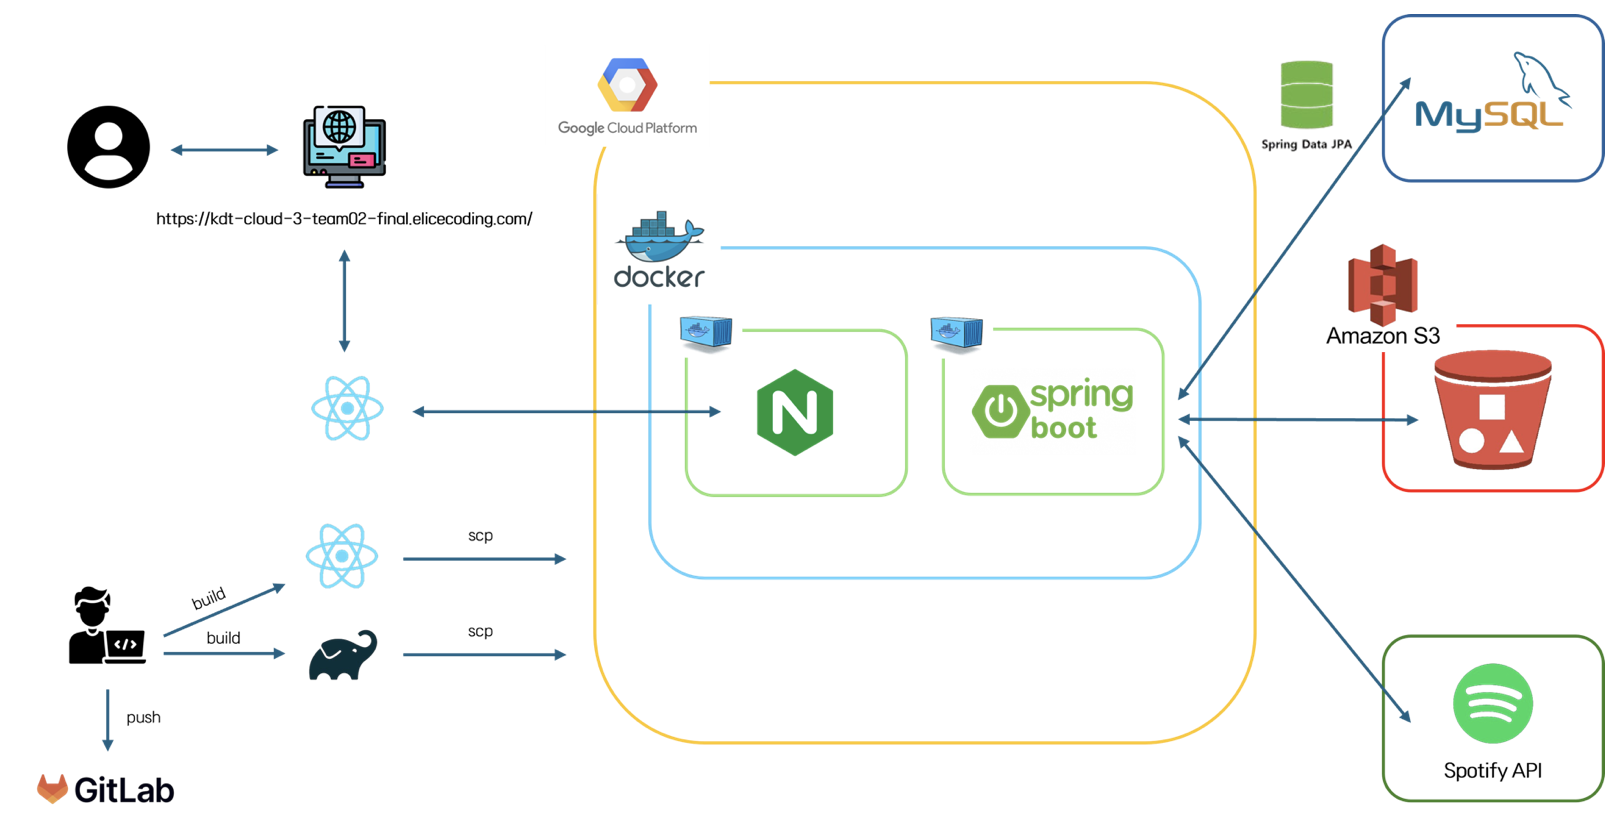 Google Cloud Platform
Spring Data JPA
MySQL
https://kdt-cloud-3-team02-final.elicecoding.com/
docker
Amazon S3
N
spring
boot
scp
build
</>
build
scp
push
GitLab
Spotify API